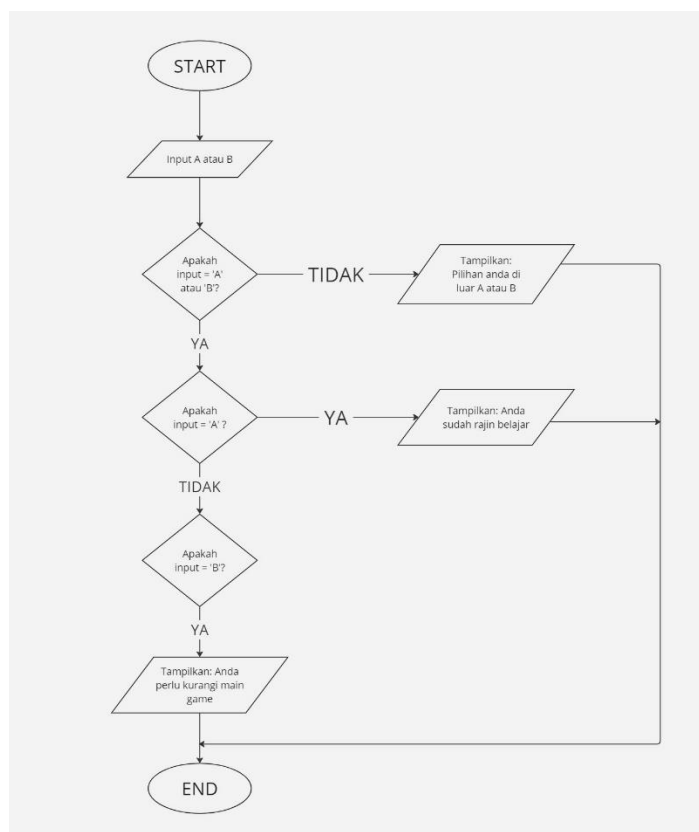 START
Input A atau B
Apakah
input = 'A'
atau 'B'?
TIDAK
Tampilkan:
Pilihan anda di
luar A atau B
YA
Apakah
input = 'A' ?
YA
Tampilkan: Anda
sudah rajin belajar
TIDAK
Apakah
input = 'B'?
YA
Tampilkan: Anda
perlu kurangi main
game
END